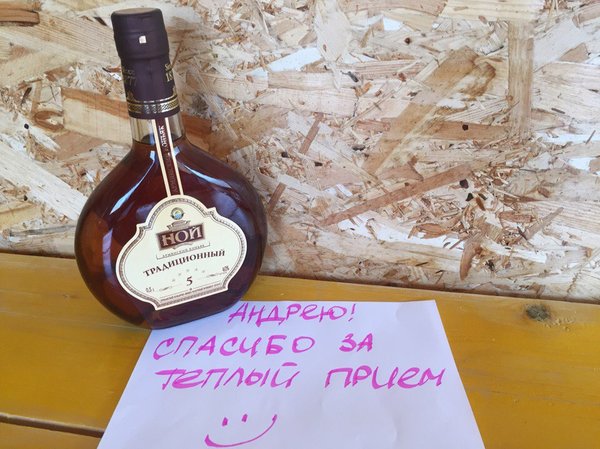 НОЙ
ТРАДИЦИОННЫЙ
5
АНДРЕЮ!
СПАСИБО ЗА
ТЕПЛЫЙ ПРИЕМ